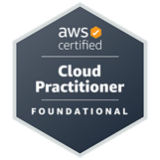 aws
certified
Cloud
Practitioner
FOUNDATIONAL